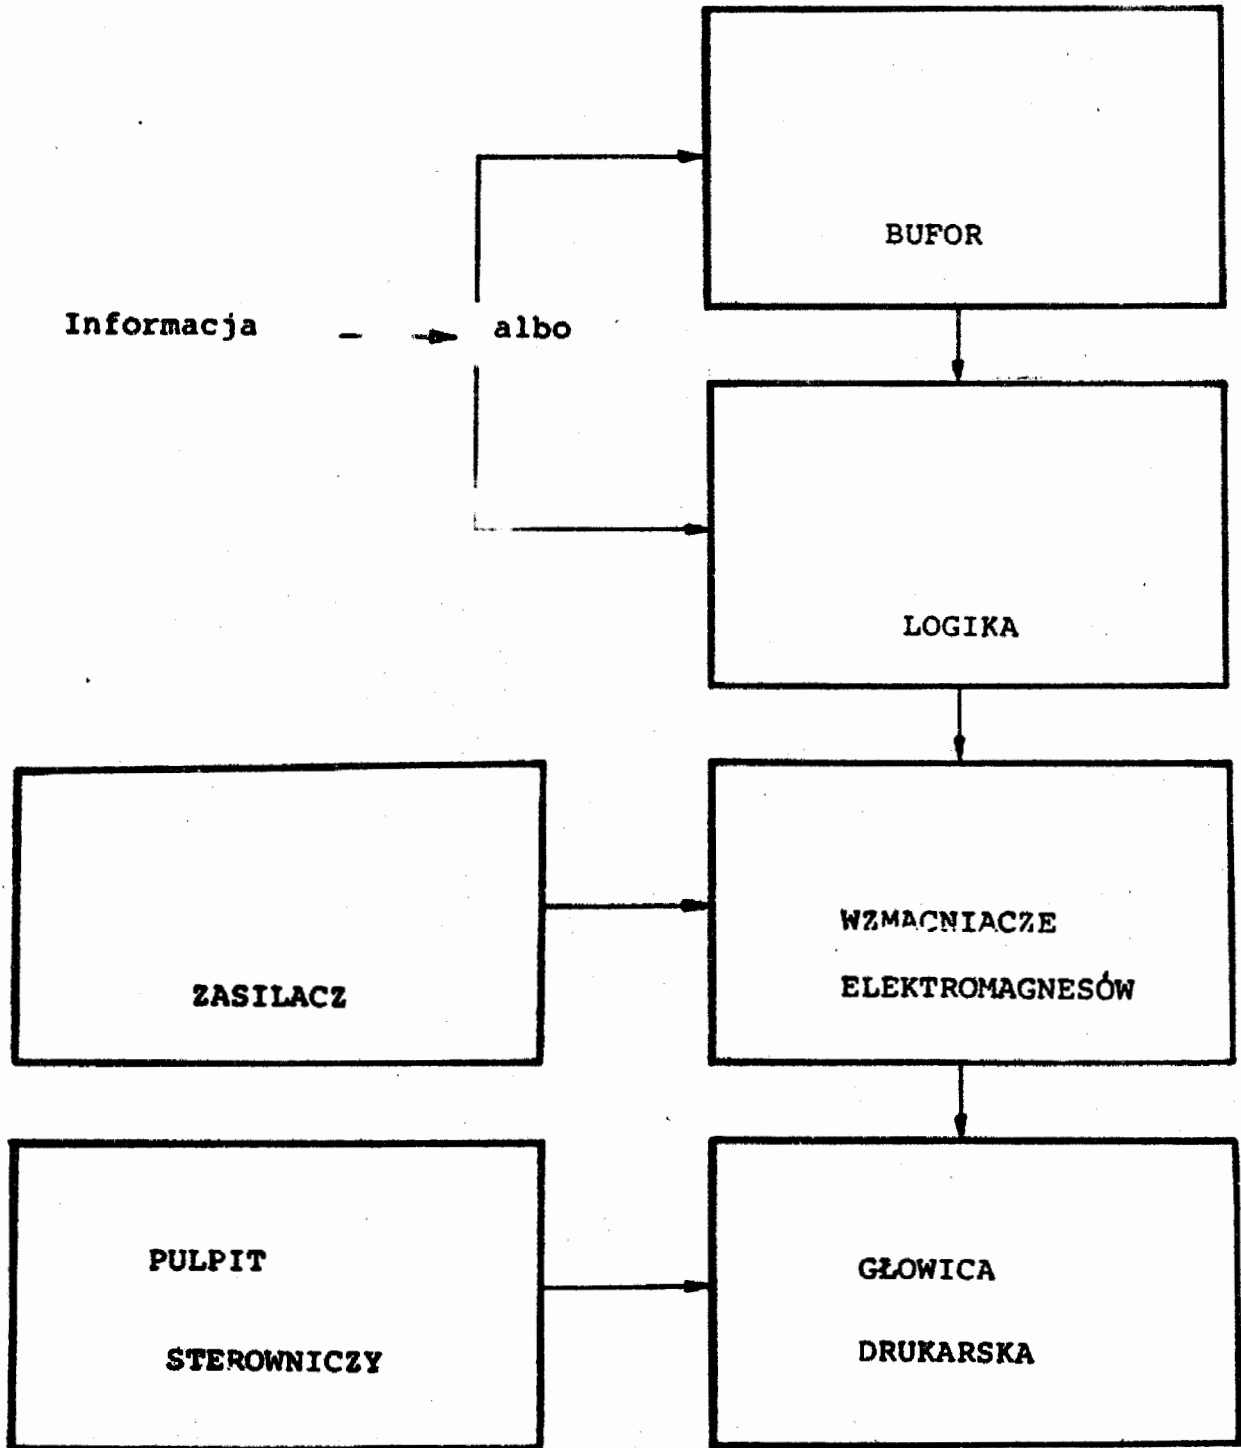 BUFOR
Informacja
albo
LOGIKA
ZASILACZ
WZMACNIACZE
ELEKTROMAGNESÓW
PULPIT
STEROWNICZY
GŁOWICA
DRUKARSKA